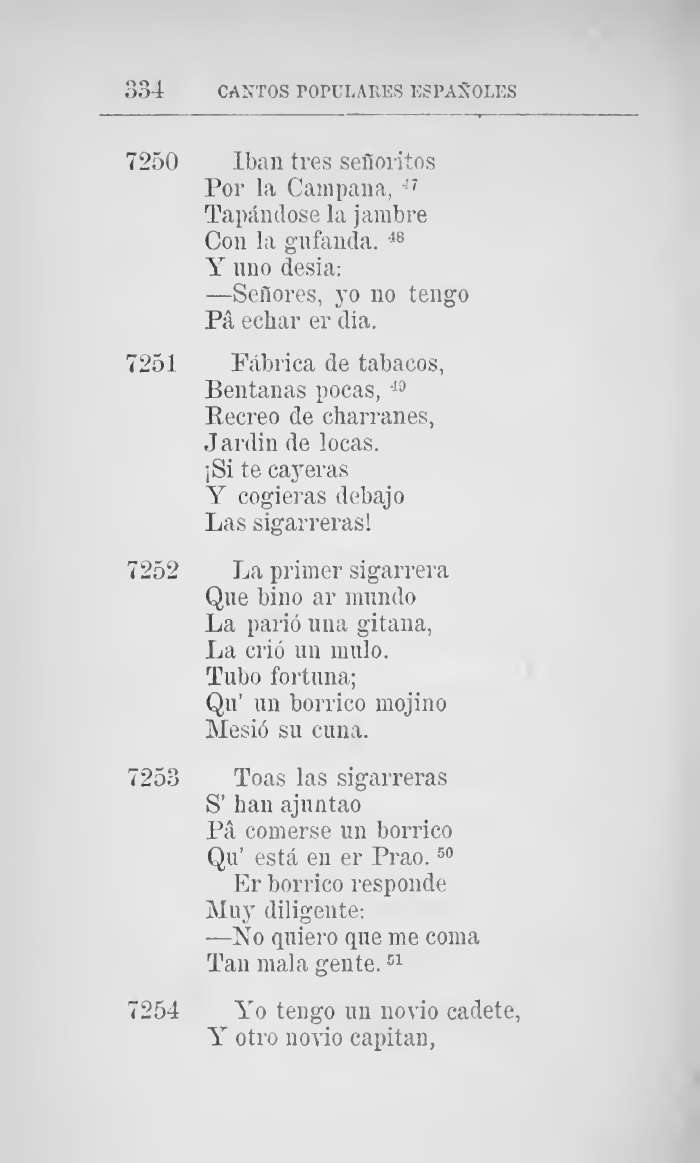 334 CANTOS POPULARES ESPAÑOLES
7250 Iban tres señoritos
Por la Campana, 47
Tapándose la jambre
Con la gufanda. 48
Y uno desia:
—Señores, yo no tengo
Pâ echar er dia.
7251 Fábrica de tabacos,
Bentanas pocas, 49
Recreo de charranes,
Jardin de locas.
¡Si te cayeras
Y cogieras debajo
Las sigarreras!
7252 La primer sigarrera
Que bino ar mundo
La parió una gitana,
La crió un mulo.
Tubo fortuna;
Qu' un borrico mojino
Mesió su cuna.
7253 Toas las sigarreras
S' han ajuntao
Pâ comerse un borrico
Qu' está en er Prao. 50
Er borrico responde
Muy diligente:
—No quiero que me coma
Tan mala gente. 51
7254 Yo tengo un novio cadete,
Y otro novio capitan,